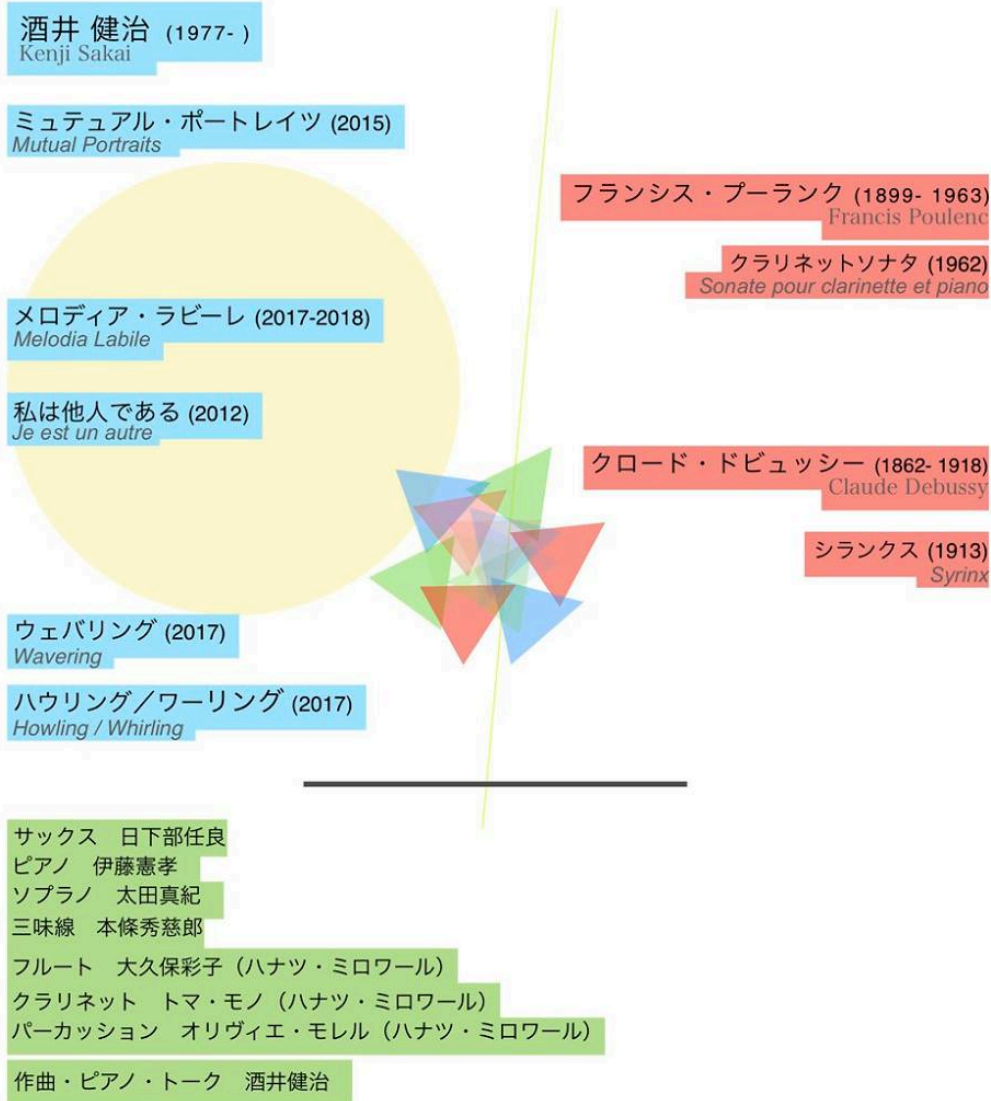 酒井 健治 (1977- )
Kenji Sakai
ミュテュアル・ポートレイツ (2015)
Mutual Portraits
メロディア・ラビーレ (2017-2018)
Melodia Labile
私は他人である (2012)
Je est un autre
ウェバリング (2017)
Wavering
ハウリング／ワーリング (2017)
Howling / Whirling
フランシス・プーランク (1899- 1963)
Francis Poulenc
クラリネットソナタ (1962)
Sonate pour clarinette et piano
クロード・ドビュッシー (1862- 1918)
Claude Debussy
シランクス (1913)
Syrinx
サックス　日下部任良
ピアノ　伊藤憲孝
ソプラノ　太田真紀
三味線　本條秀慈郎
フルート　大久保彩子（ハナツ・ミロワール）
クラリネット　トマ・モノ（ハナツ・ミロワール）
パーカッション　オリヴィエ・モレル（ハナツ・ミロワール）
作曲・ピアノ・トーク　酒井健治